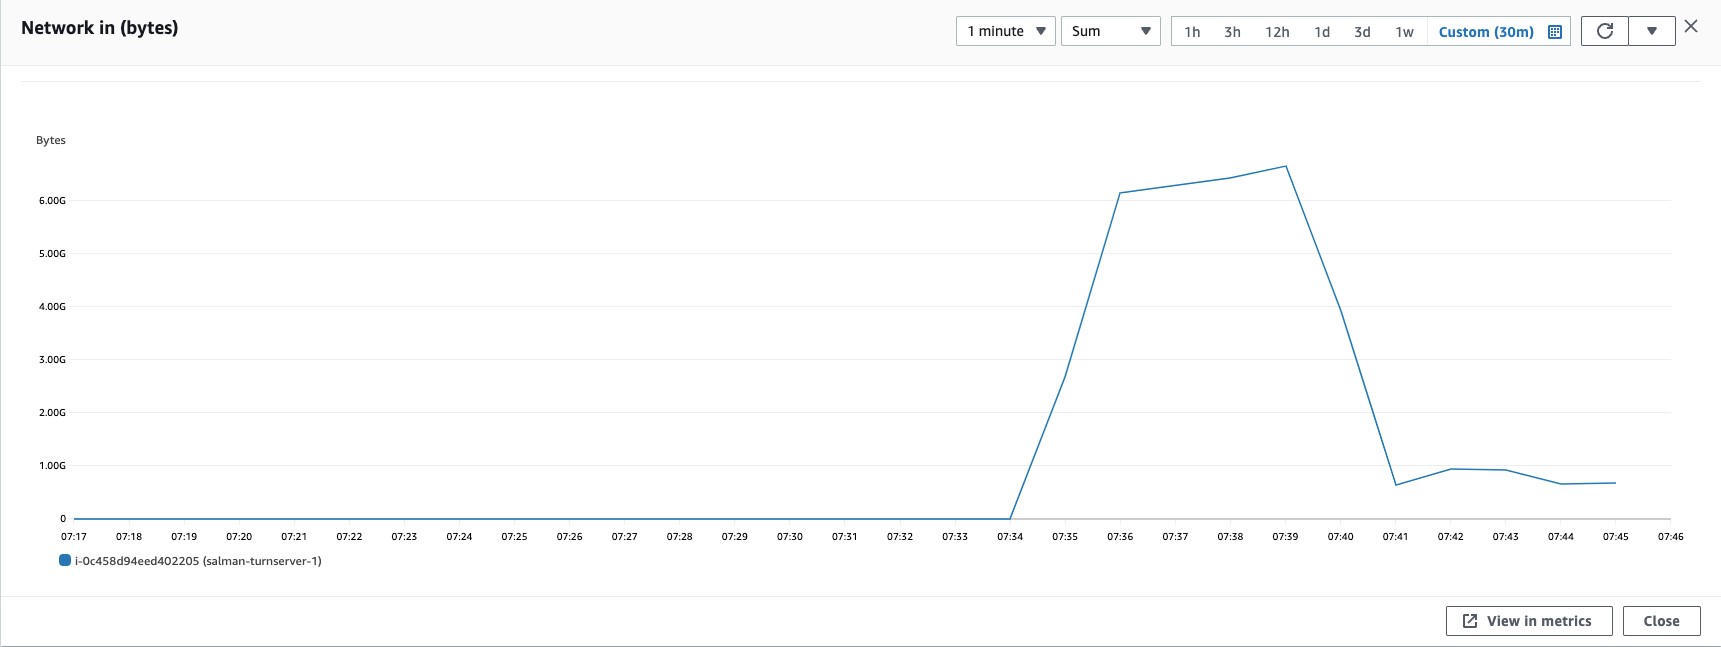 Network in (bytes)
1 minute Sum 1h 3h 12h 1d 3d 1w Custom (30m)
Bytes
6.00G
5.00G
4.00G
3.00G
2.00G
1.00G
0
07:17 07:18 07:19 07:20 07:21 07:22 07:23 07:24 07:25 07:26 07:27 07:28 07:29 07:30 07:31 07:32 07:33 07:34 07:35 07:36 07:37 07:38 07:39 07:40 07:41 07:42 07:43 07:44 07:45 07:46
i-0c458d94eed402205 (salman-turnserver-1)
View in metrics Close